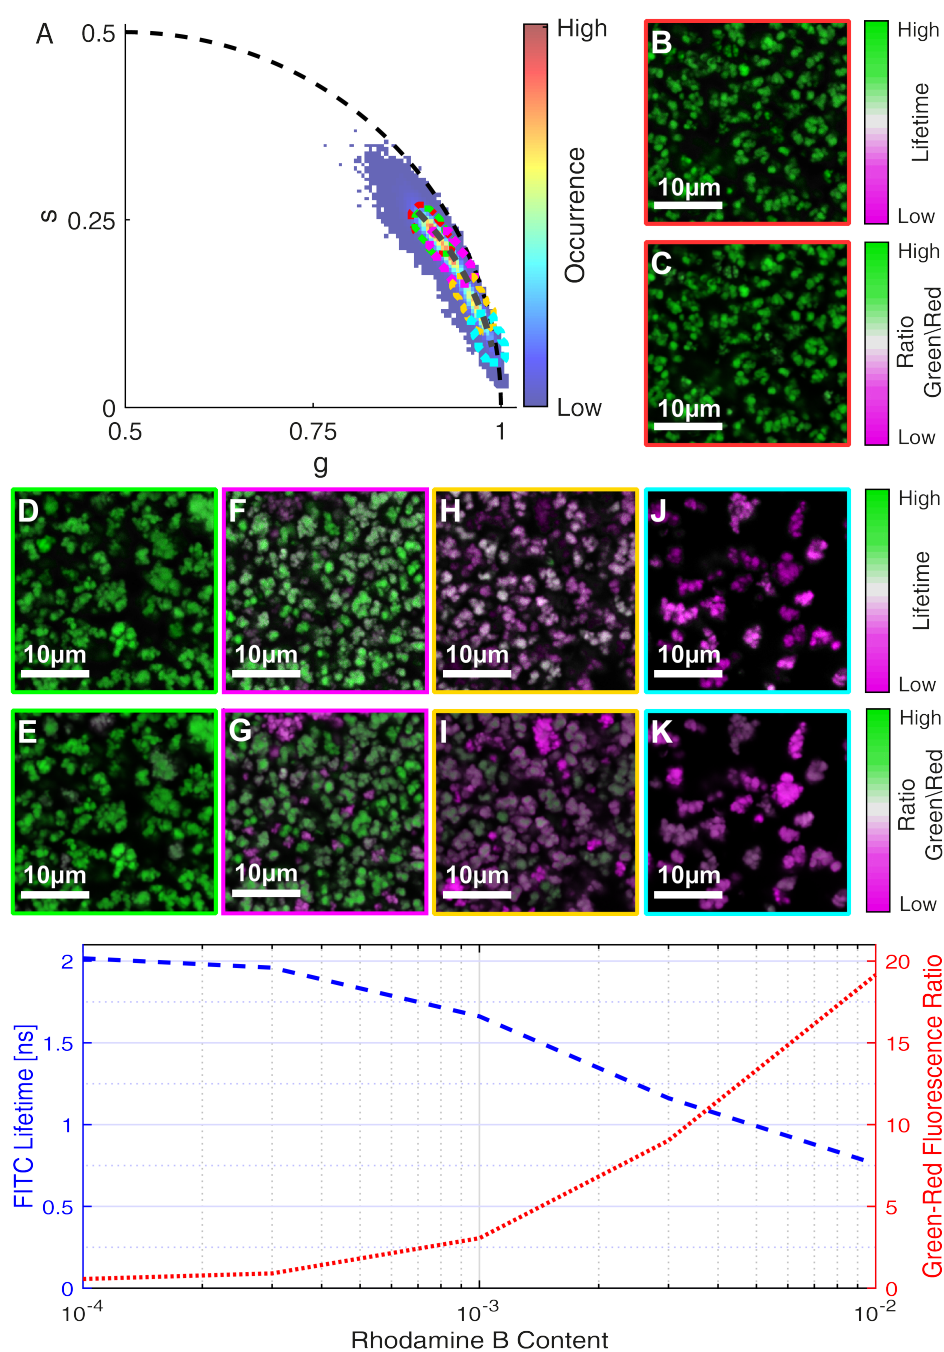 A
0.5
0.25
0
s
0.5
0.75
1
g
High
Occurrence
Low
B
10µm
High
Lifetime
Low
C
10µm
High
Ratio
Green\Red
Low
D
10µm
F
10µm
H
10µm
J
10µm
High
Lifetime
Low
E
10µm
G
10µm
I
10µm
K
10µm
High
Ratio
Green\Red
Low
2
1.5
1
0.5
0
FITC Lifetime [ns]
20
15
10
5
0
Green-Red Fluorescence Ratio
10-4
10-3
10-2
Rhodamine B Content